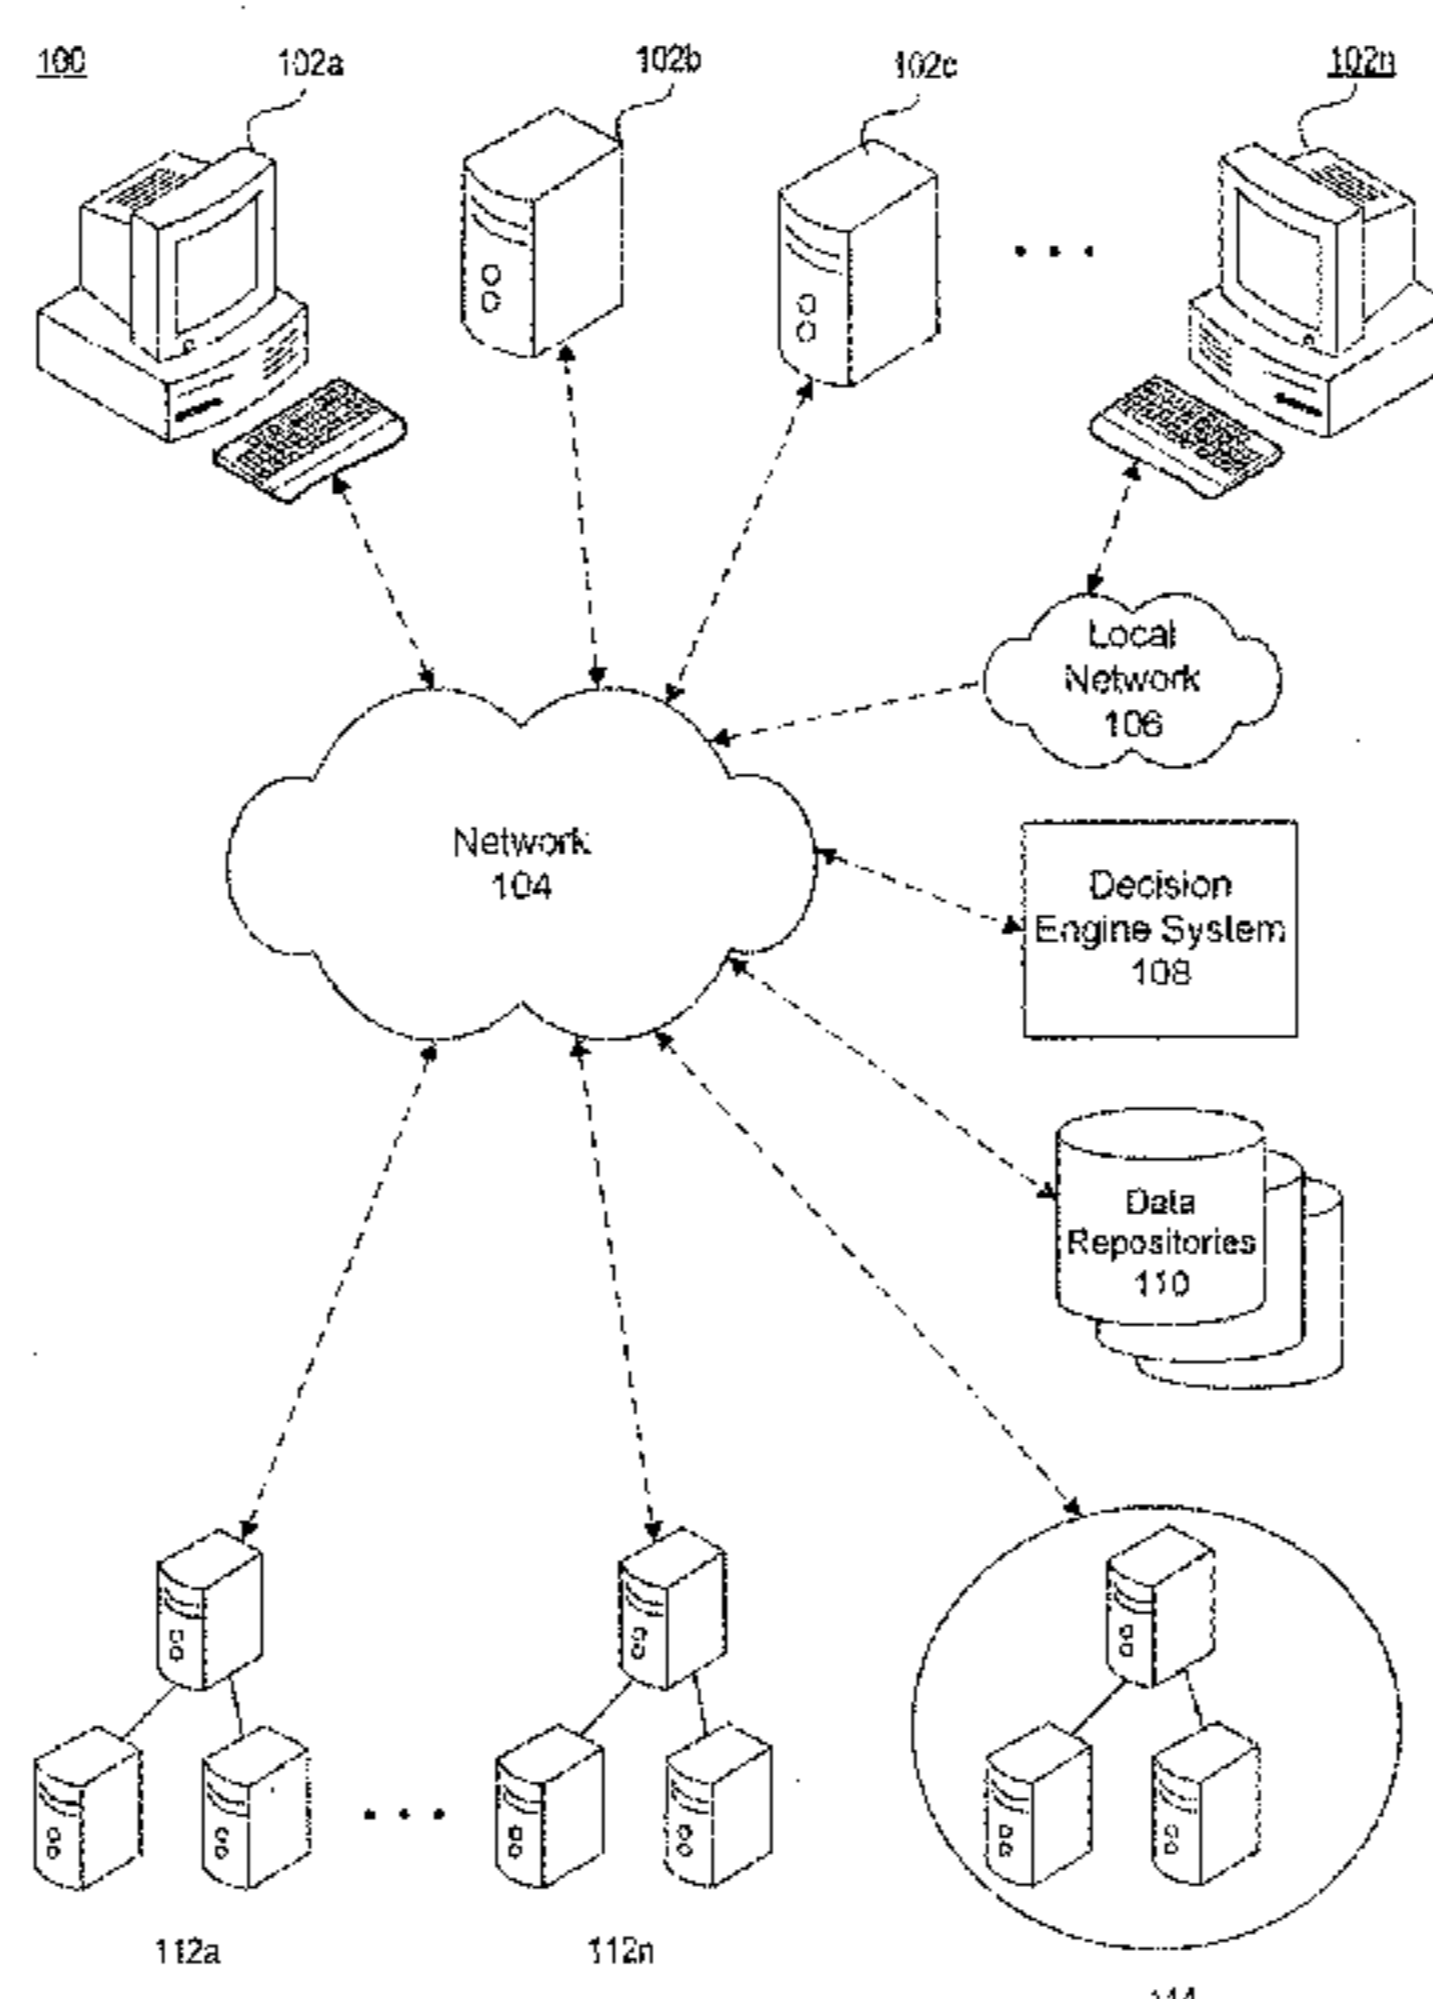 100
102a
102b
102c
102n
Local
Network
106
Network
104
Decision
Engine System
108
Data
Repositories
110
112a
112n